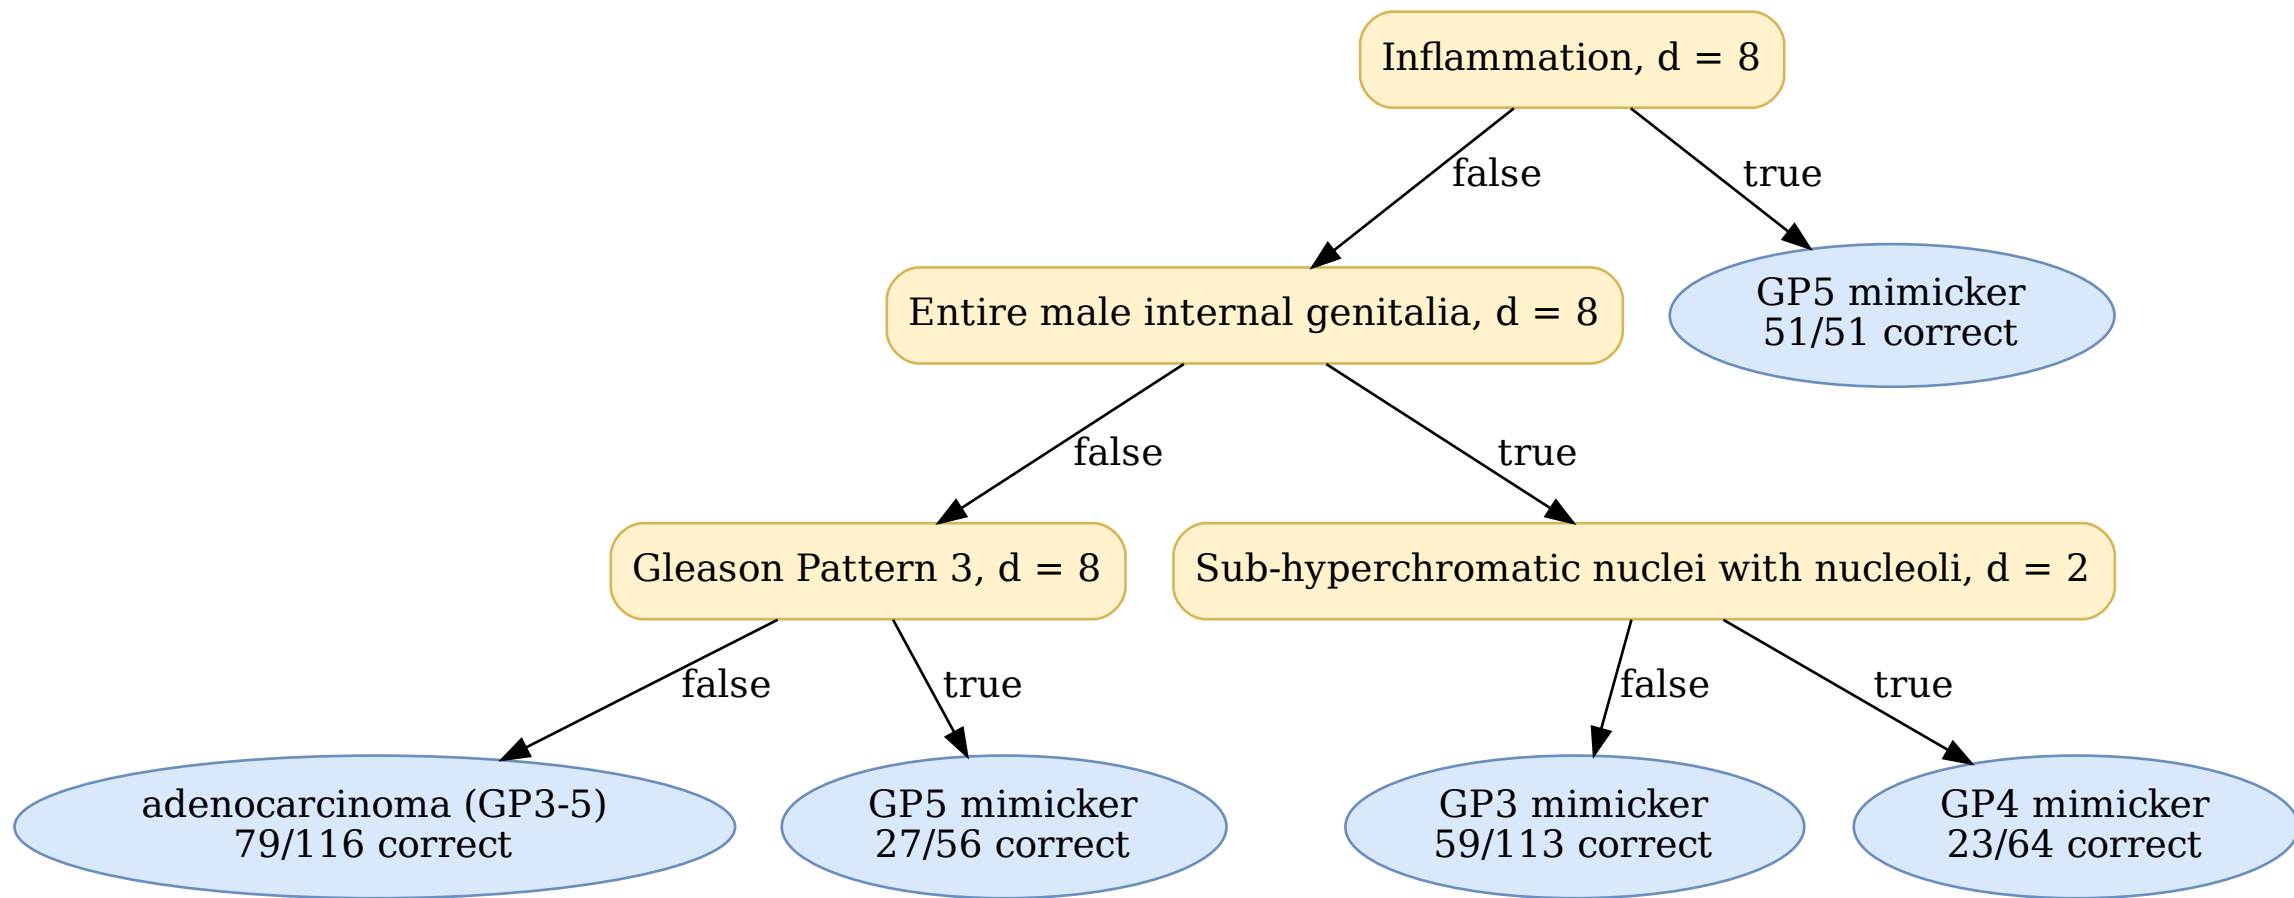 Inflammation, d = 8
false
true
Entire male internal genitalia, d = 8
GP5 mimicker
51/51 correct
false
true
Gleason Pattern 3, d = 8
Sub-hyperchromatic nuclei with nucleoli, d = 2
false
true
false
true
adenocarcinoma (GP3-5)
79/116 correct
GP5 mimicker
27/56 correct
GP3 mimicker
59/113 correct
GP4 mimicker
23/64 correct